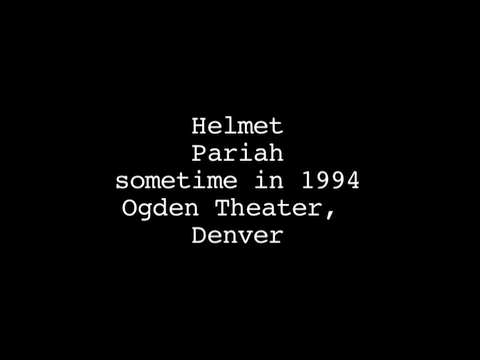 Helmet
Pariah
sometime in 1994
Ogden Theater,
Denver